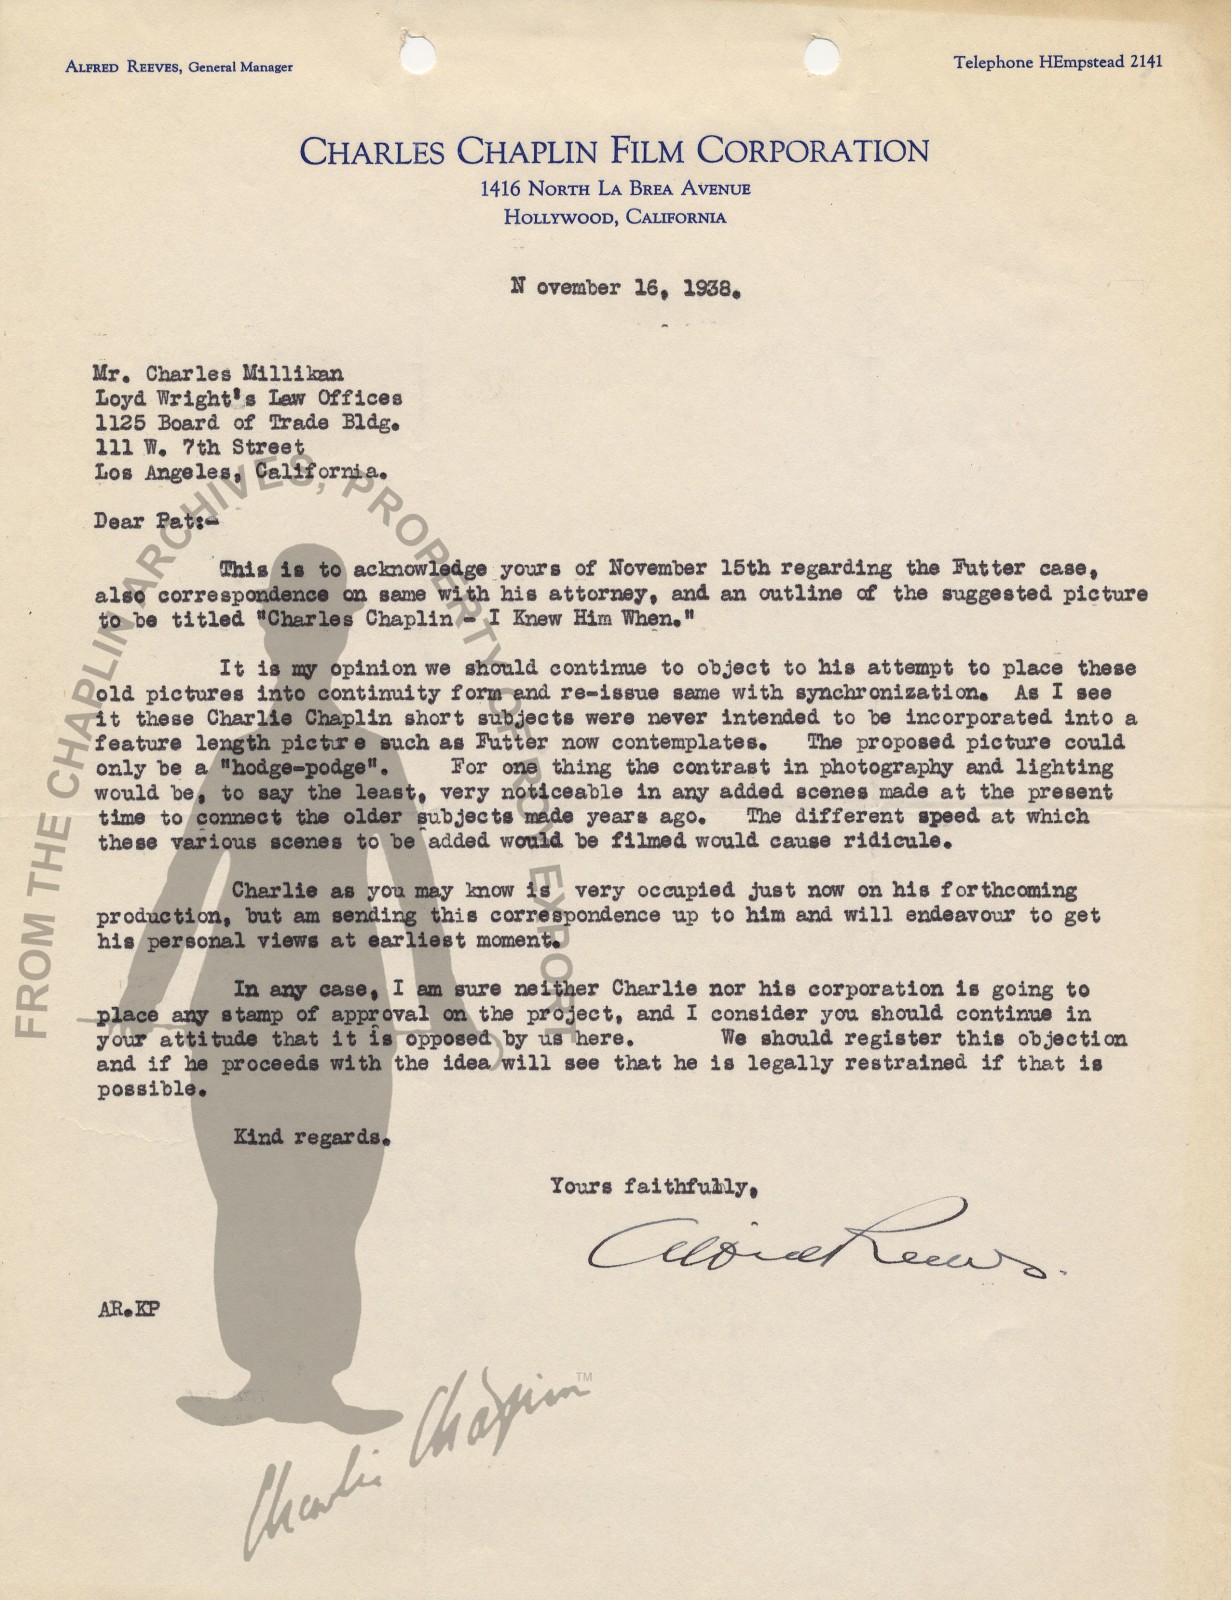 ALFRED REEVES, General Manager
Telephone HEmpstead 2141
CHARLES CHAPLIN FILM CORPORATION
1416 NORTH LA BREA AVENUE
HOLLYWOOD, CALIFORNIA
N ovember 16, 1938.
Mr. Charles Millikan
Loyd Wright's Law Offices
1125 Board of Trade Bldg.
111 W. 7th Street
Los Angeles, California.
Dear Pat:-
This is to acknowledge yours of November 15th regarding the Futter case,
also correspondence on same with his attorney, and an outline of the suggested picture
to be titled "Charles Chaplin - I Knew Him When."
It is my opinion we should continue to object to his attempt to place these
old pictures into continuity form and re-issue same with synchronization. As I see
it these Charlie Chaplin short subjects were never intended to be incorporated into a
feature length picture such as Futter now contemplates. The proposed picture could
only be a "hodge-podge". For one thing the contrast in photography and lighting
would be, to say the least, very noticeable in any added scenes made at the present
time to connect the older subjects made years ago. The different speed at which
these various scenes to be added would be filmed would cause ridicule.
Charlie as you may know is very occupied just now on his forthcoming
production, but am sending this correspondence up to him and will endeavour to get
his personal views at earliest moment.
In any case, I am sure neither Charlie nor his corporation is going to
place any stamp of approval on the project, and I consider you should continue in
your attitude that it is opposed by us here. We should register this objection
and if he proceeds with the idea will see that he is legally restrained if that is
possible.
Kind regards.
Yours faithfully,
Alfred Reeves.
AR.KP
Charlie Chaplin TM
FROM THE CHAPLIN ARCHIVES, PROPERTY OF ROY EXPORT